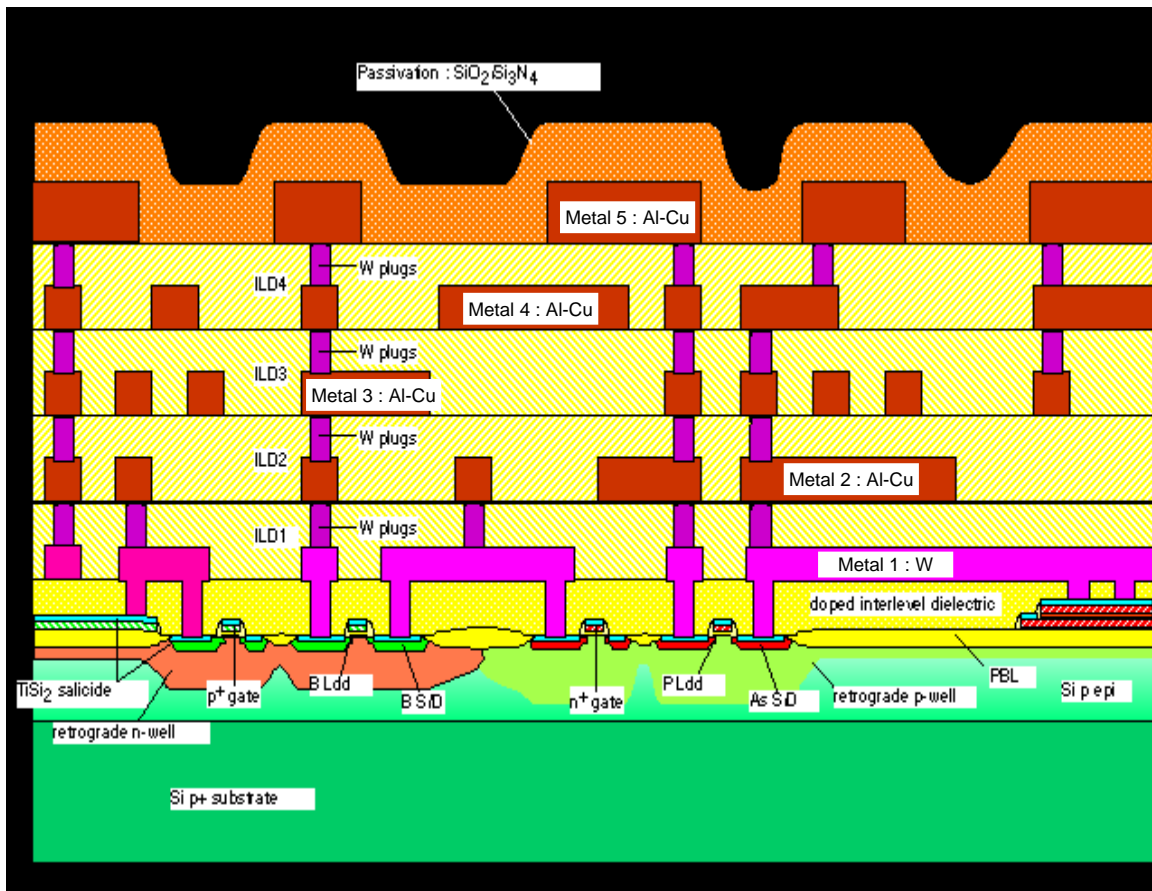 Passivation : SiO2/Si3N4
Metal 5 : Al-Cu
W plugs
ILD4
Metal 4 : Al-Cu
W plugs
ILD3
Metal 3 : Al-Cu
W plugs
ILD2
Metal 2 : Al-Cu
W plugs
ILD1
Metal 1 : W
doped interlevel dielectric
TiSi2 salicide
p+ gate
B Ldd
B S/D
n+ gate
P Ldd
As S/D
retrograde p-well
PBL
Si p epi
retrograde n-well
Si p+ substrate